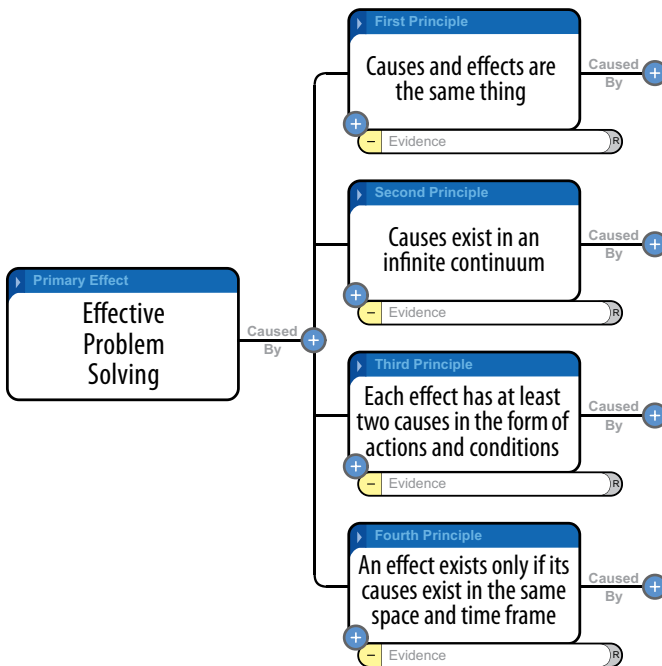 Primary Effect
Effective
Problem
Solving
Caused
By
First Principle
Causes and effects are
the same thing
Evidence
R
Caused
By
Second Principle
Causes exist in an
infinite continuum
Evidence
R
Caused
By
Third Principle
Each effect has at least
two causes in the form of
actions and conditions
Evidence
R
Caused
By
Fourth Principle
An effect exists only if its
causes exist in the same
space and time frame
Evidence
R
Caused
By